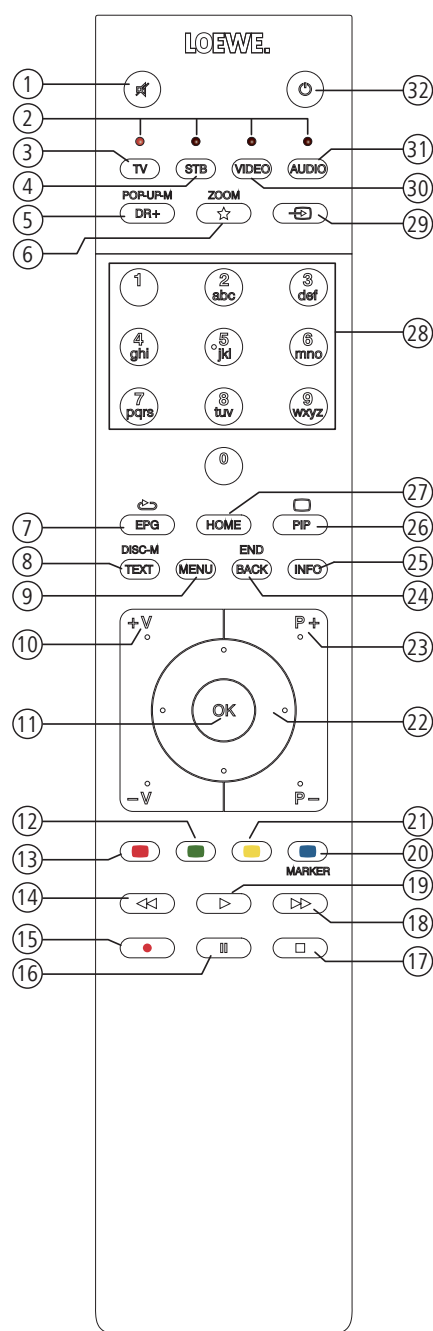 LOEWE.
1
32
2
3
TV
STB
VIDEO
AUDIO
31
4
30
POP-UP-M
ZOOM
5
DR+
29
6
1
2
abc
3
def
28
4
ghi
5
jkl
6
mno
7
pqrs
8
tuv
9
wxyz
0
27
7
EPG
HOME
PIP
26
DISC-M
END
8
TEXT
MENU
BACK
INFO
25
9
24
10
+V
P+
23
11
OK
22
−V
P−
12
21
13
20
MARKER
14
19
18
15
16
17